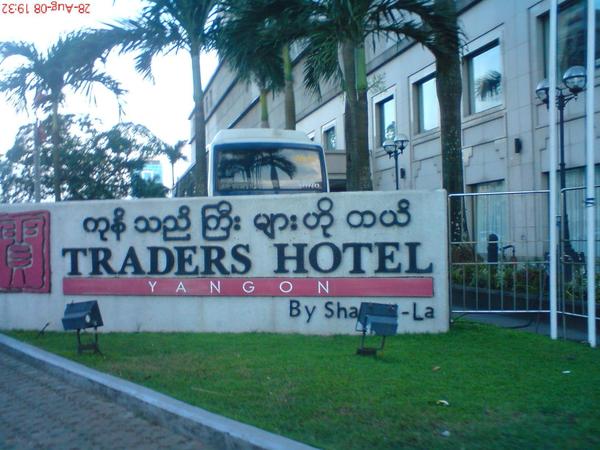 28-Aug-08 19:32
ကုန်သည်ကြီးများဟိုတယ်
TRADERS HOTEL
YANGON
By